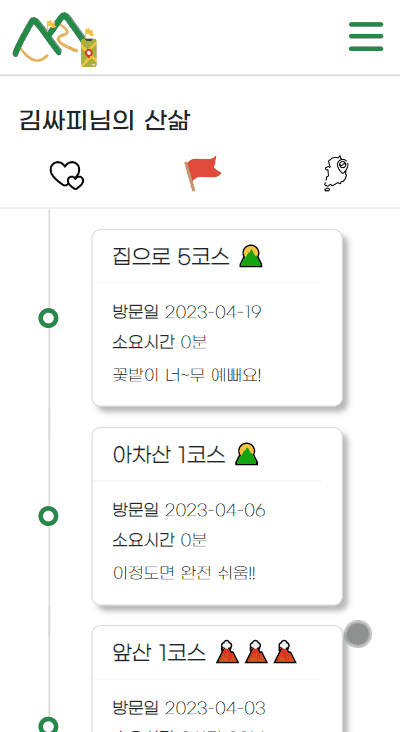 김싸피님의 산삶
집으로 5코스
방문일 2023-04-19
소요시간 0분
꽃밭이 너~무 예뻐요!
아차산 1코스
방문일 2023-04-06
소요시간 0분
이정도면 완전 쉬움!!
앞산 1코스
방문일 2023-04-03